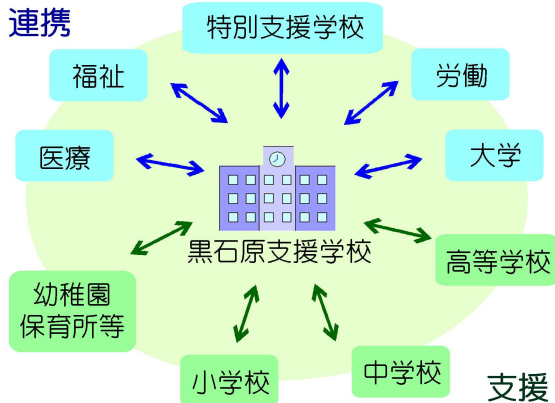 連携
特別支援学校
福祉
労働
医療
大学
黒石原支援学校
高等学校
幼稚園
保育所等
小学校
中学校
支援